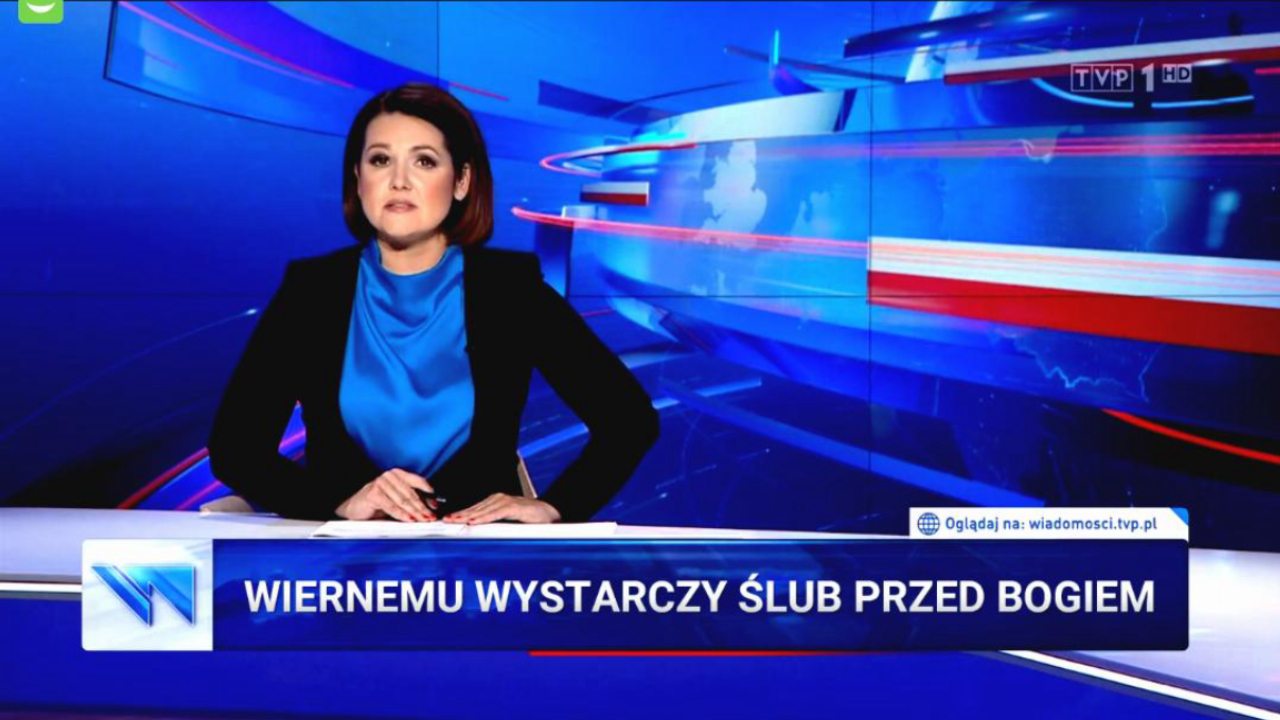 TVP 1 HD
Oglądaj na: wiadomosci.tvp.pl
WIERNEMU WYSTARCZY ŚLUB PRZED BOGIEM